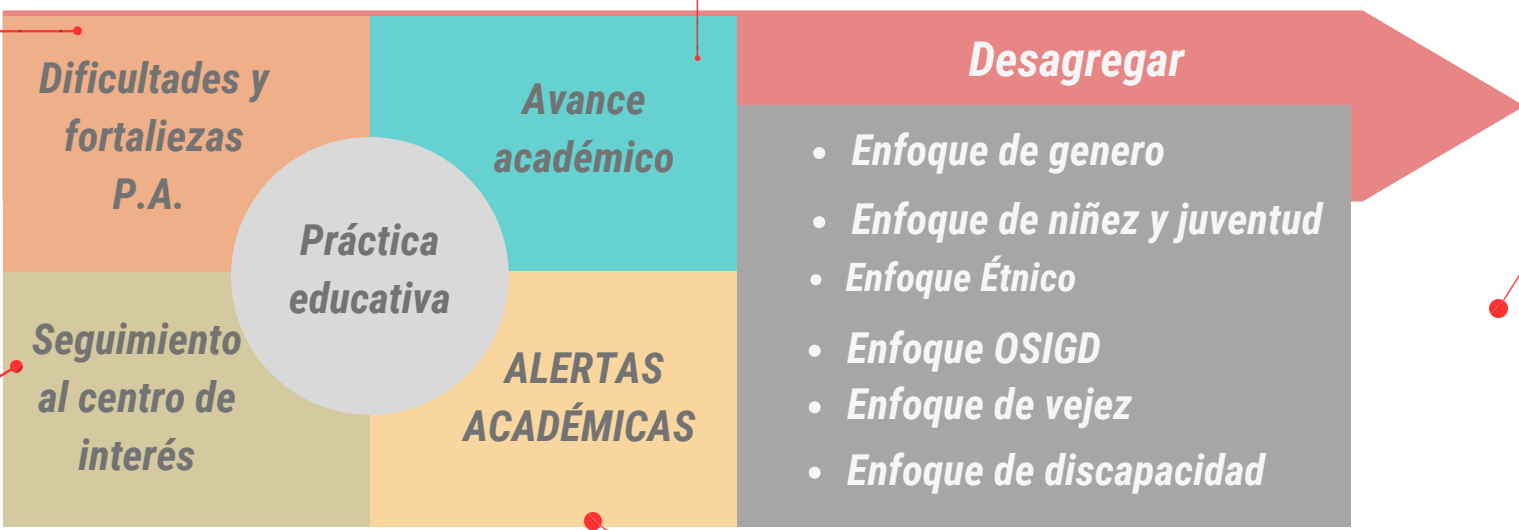 Dificultades y
fortaliezas
P.A.
Avance
académico
Práctica
educativa
Seguimiento
al centro de
interés
ALERTAS
ACADÉMICAS
Desagregar
• Enfoque de genero
• Enfoque de niñez y juventud
• Enfoque Étnico
• Enfoque OSIGD
• Enfoque de vejez
• Enfoque de discapacidad